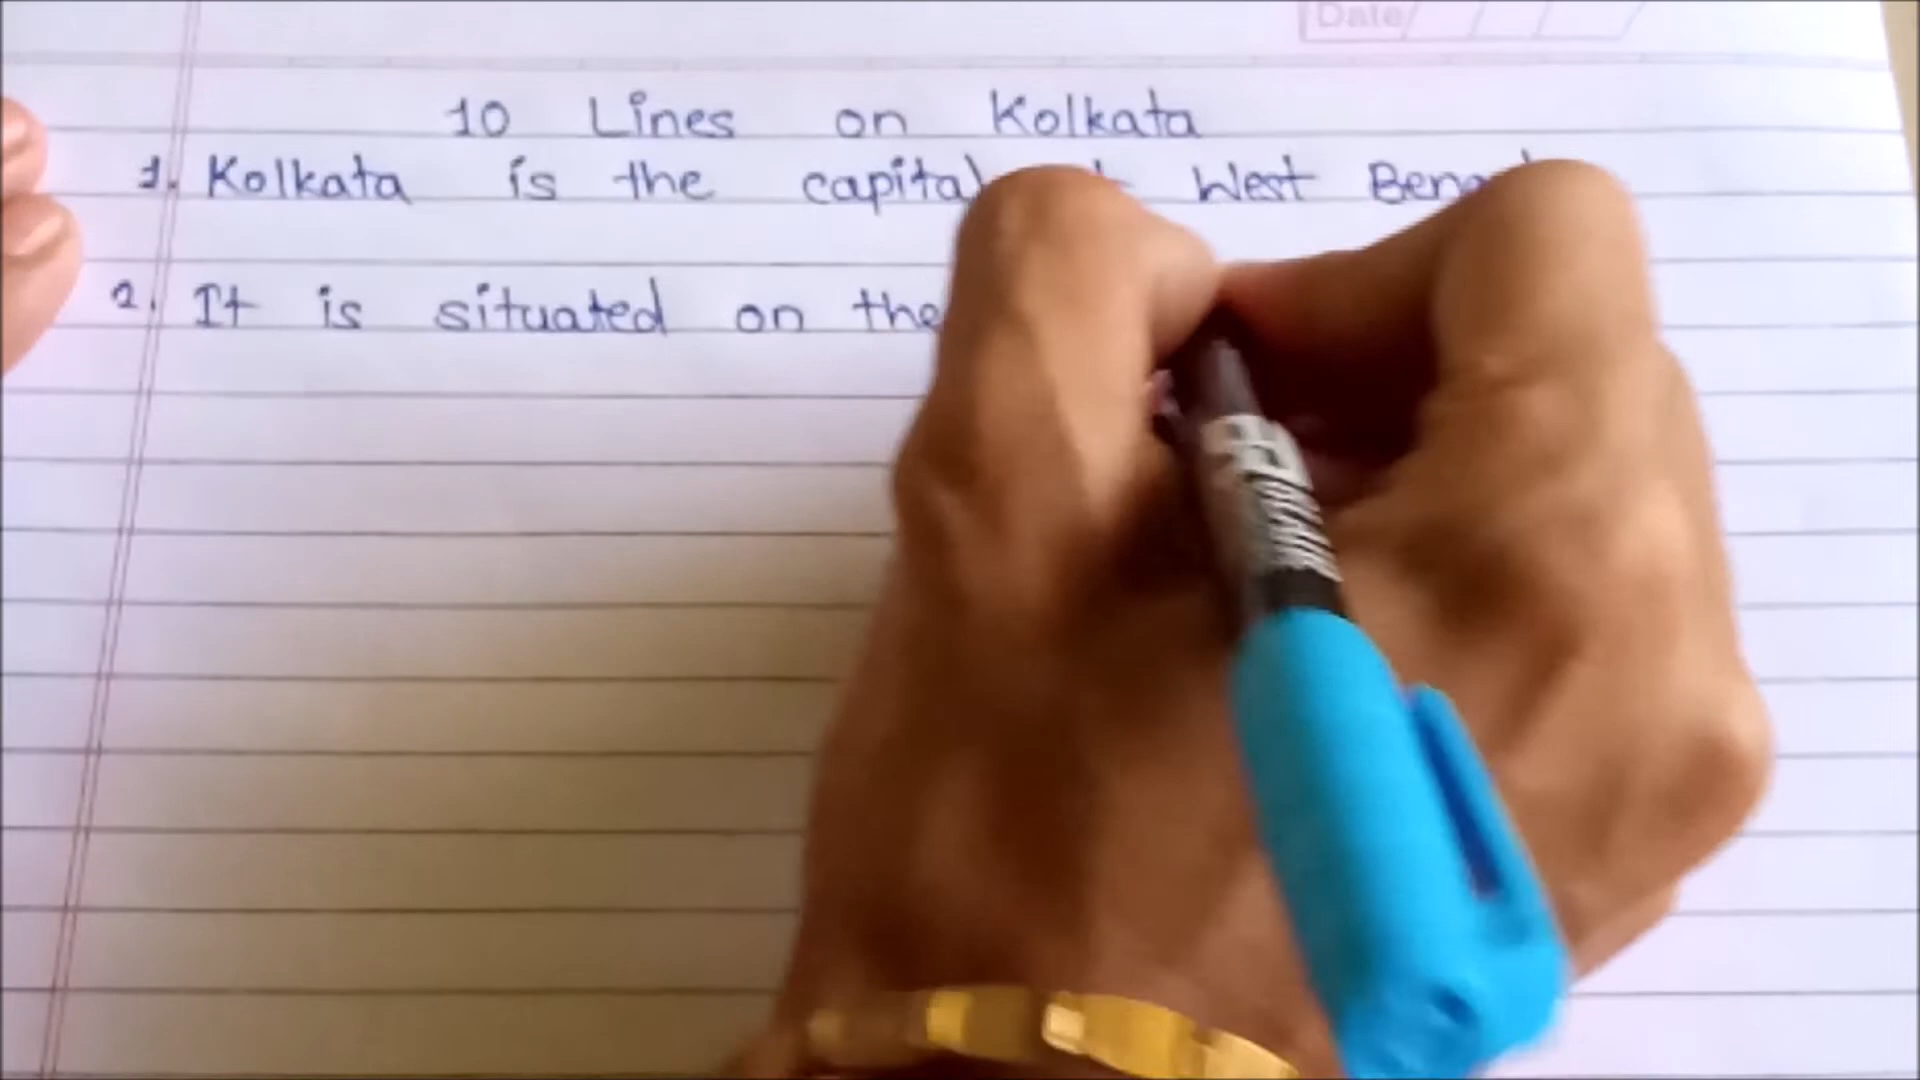 Date
10 Lines on Kolkata
1. Kolkata is the capital West
2. It is situated on the